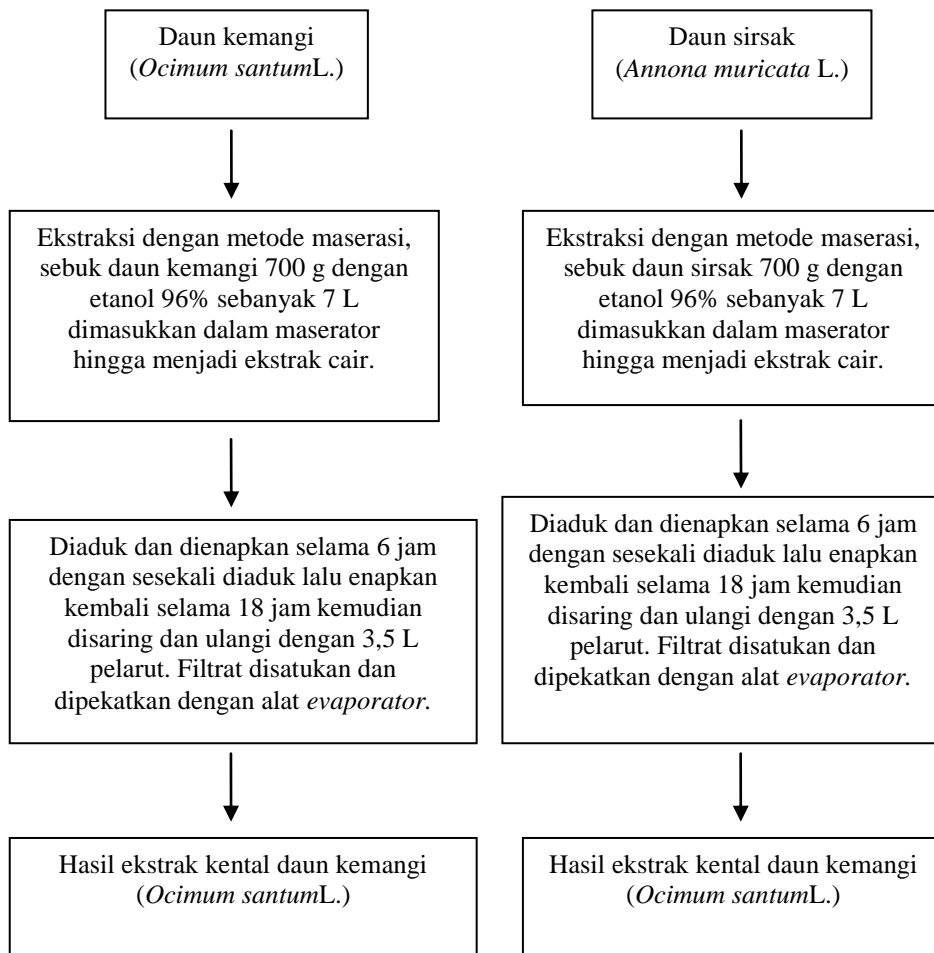 Daun kemangi
(Ocimum santumL.)
Ekstraksi dengan metode maserasi,
sebuk daun kemangi 700 g dengan
etanol 96% sebanyak 7 L
dimasukkan dalam maserator
hingga menjadi ekstrak cair.
Diaduk dan dienapkan selama 6 jam
dengan sesekali diaduk lalu enapkan
kembali selama 18 jam kemudian
disaring dan ulangi dengan 3,5 L
pelarut. Filtrat disatukan dan
dipekatkan dengan alat evaporator.
Hasil ekstrak kental daun kemangi
(Ocimum santumL.)
Daun sirsak
(Annona muricata L.)
Ekstraksi dengan metode maserasi,
sebuk daun sirsak 700 g dengan
etanol 96% sebanyak 7 L
dimasukkan dalam maserator
hingga menjadi ekstrak cair.
Diaduk dan dienapkan selama 6 jam
dengan sesekali diaduk lalu enapkan
kembali selama 18 jam kemudian
disaring dan ulangi dengan 3,5 L
pelarut. Filtrat disatukan dan
dipekatkan dengan alat evaporator.
Hasil ekstrak kental daun kemangi
(Ocimum santumL.)